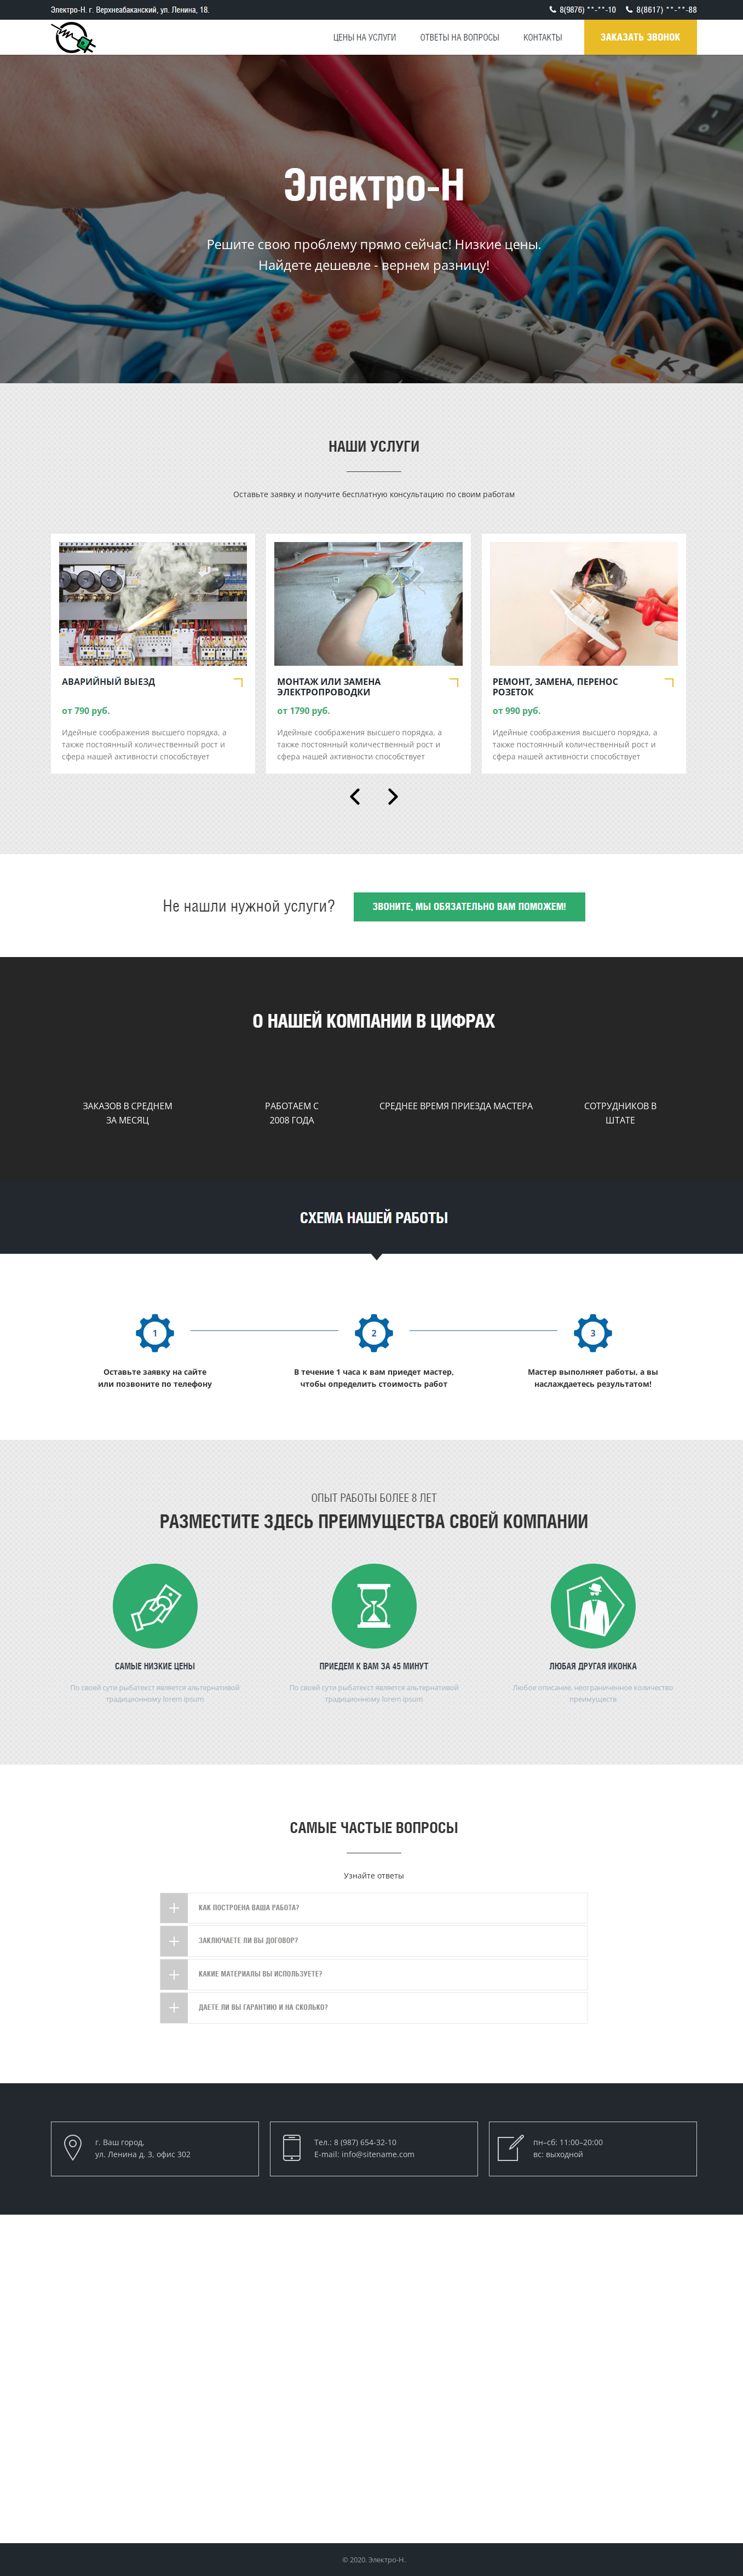 Электро-Н. г. Верхнеабаканский, ул. Ленина, 18.
8(9876) **-**-10
8(8617) **-**-88
ЦЕНЫ НА УСЛУГИ
ОТВЕТЫ НА ВОПРОСЫ
КОНТАКТЫ
ЗАКАЗАТЬ ЗВОНОК
Электро-Н
Решите свою проблему прямо сейчас! Низкие цены.
Найдете дешевле - вернем разницу!
НАШИ УСЛУГИ
Оставьте заявку и получите бесплатную консультацию по своим работам
АВАРИЙНЫЙ ВЫЕЗД
от 790 руб.
Идейные соображения высшего порядка, а
также постоянный количественный рост и
сфера нашей активности способствует
МОНТАЖ ИЛИ ЗАМЕНА
ЭЛЕКТРОПРОВОДКИ
от 1790 руб.
Идейные соображения высшего порядка, а
также постоянный количественный рост и
сфера нашей активности способствует
РЕМОНТ, ЗАМЕНА, ПЕРЕНОС
РОЗЕТОК
от 990 руб.
Идейные соображения высшего порядка, а
также постоянный количественный рост и
сфера нашей активности способствует
Не нашли нужной услуги?
ЗВОНИТЕ, МЫ ОБЯЗАТЕЛЬНО ВАМ ПОМОЖЕМ!
О НАШЕЙ КОМПАНИИ В ЦИФРАХ
ЗАКАЗОВ В СРЕДНЕМ
ЗА МЕСЯЦ
РАБОТАЕМ С
2008 ГОДА
СРЕДНЕЕ ВРЕМЯ ПРИЕЗДА МАСТЕРА
СОТРУДНИКОВ В
ШТАТЕ
СХЕМА НАШЕЙ РАБОТЫ
1
Оставьте заявку на сайте
или позвоните по телефону
2
В течение 1 часа к вам приедет мастер,
чтобы определить стоимость работ
3
Мастер выполняет работы, а вы
наслаждаетесь результатом!
ОПЫТ РАБОТЫ БОЛЕЕ 8 ЛЕТ
РАЗМЕСТИТЕ ЗДЕСЬ ПРЕИМУЩЕСТВА СВОЕЙ КОМПАНИИ
САМЫЕ НИЗКИЕ ЦЕНЫ
По своей сути рыбатекст является альтернативой
традиционному lorem ipsum
ПРИЕДЕМ К ВАМ ЗА 45 МИНУТ
По своей сути рыбатекст является альтернативой
традиционному lorem ipsum
ЛЮБАЯ ДРУГАЯ ИКОНКА
Любое описание, неограниченное количество
преимуществ
САМЫЕ ЧАСТЫЕ ВОПРОСЫ
Узнайте ответы
КАК ПОСТРОЕНА ВАША РАБОТА?
ЗАКЛЮЧАЕТЕ ЛИ ВЫ ДОГОВОР?
КАКИЕ МАТЕРИАЛЫ ВЫ ИСПОЛЬЗУЕТЕ?
ДАЕТЕ ЛИ ВЫ ГАРАНТИЮ И НА СКОЛЬКО?
г. Ваш город,
ул. Ленина д. 3, офис 302
Тел.: 8 (987) 654-32-10
E-mail: info@sitename.com
пн–сб: 11:00–20:00
вс: выходной
© 2020. Электро-Н.